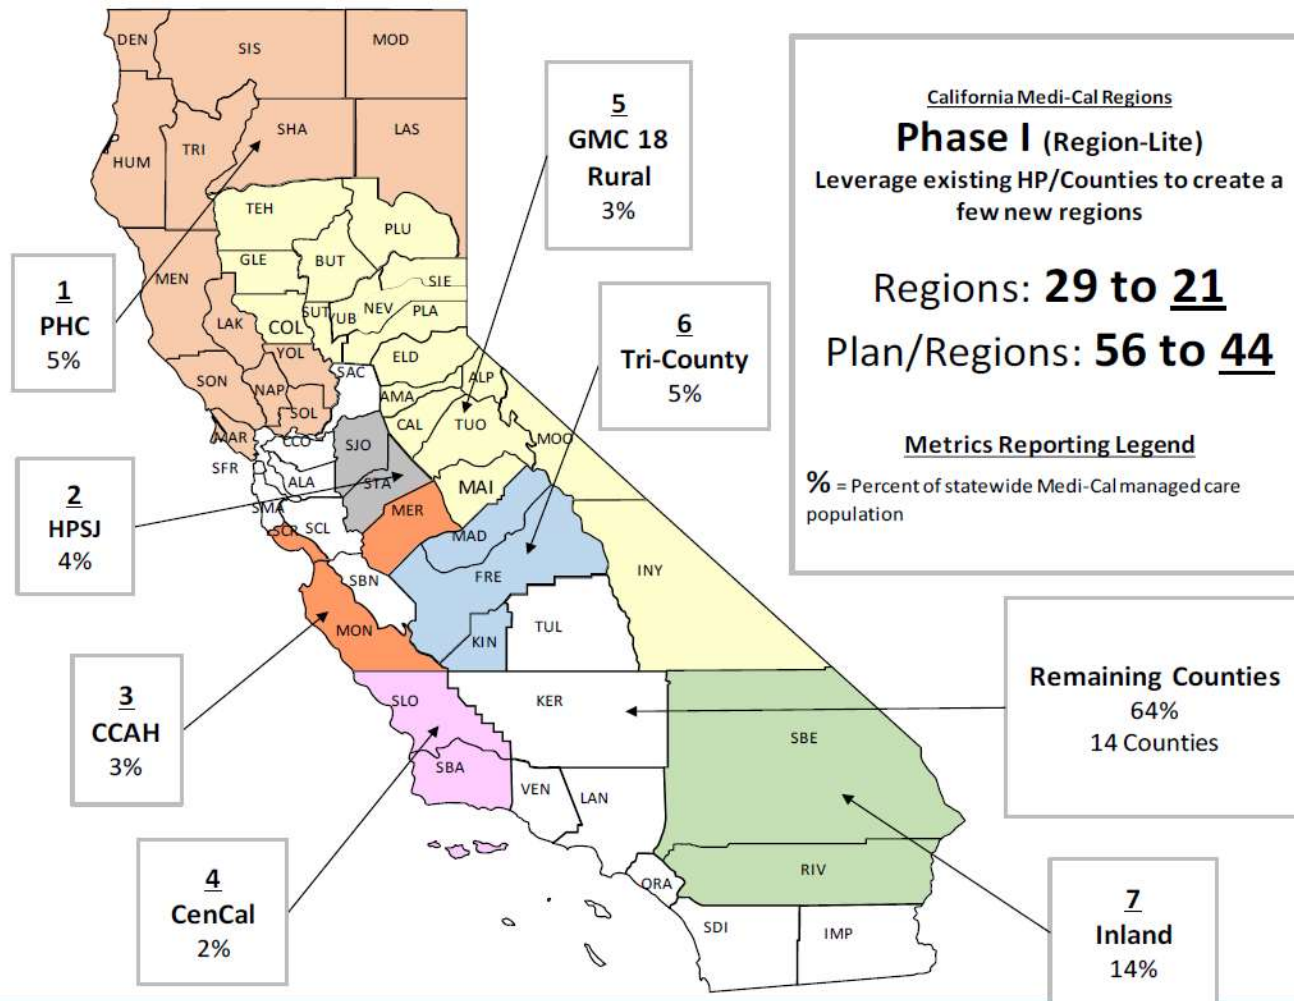 DEN
SIS
MOD
HUM
TRI
SHA
LAS
TEH
PLU
MEN
GLE
BUT
SIE
LAK
COL
SUT
YUB
NEV
PLA
YOL
SON
NAP
SOL
SAC
ELD
ALP
AMA
CAL
TUO
MOO
MAR
CCO
SJO
SFR
ALA
STA
MAI
SMA
SCL
SCR
MER
MAD
SBN
FRE
INY
MON
KIN
TUL
SLO
KER
SBE
SBA
VEN
LAN
ORA
RIV
SDI
IMP
1
PHC
5%
2
HPSJ
4%
3
CCAH
3%
4
CenCal
2%
5
GMC 18
Rural
3%
6
Tri-County
5%
7
Inland
14%
Remaining Counties
64%
14 Counties
California Medi-Cal Regions
Phase I (Region-Lite)
Leverage existing HP/Counties to create a
few new regions
Regions: 29 to 21
Plan/Regions: 56 to 44
Metrics Reporting Legend
% = Percent of statewide Medi-Cal managed care
population